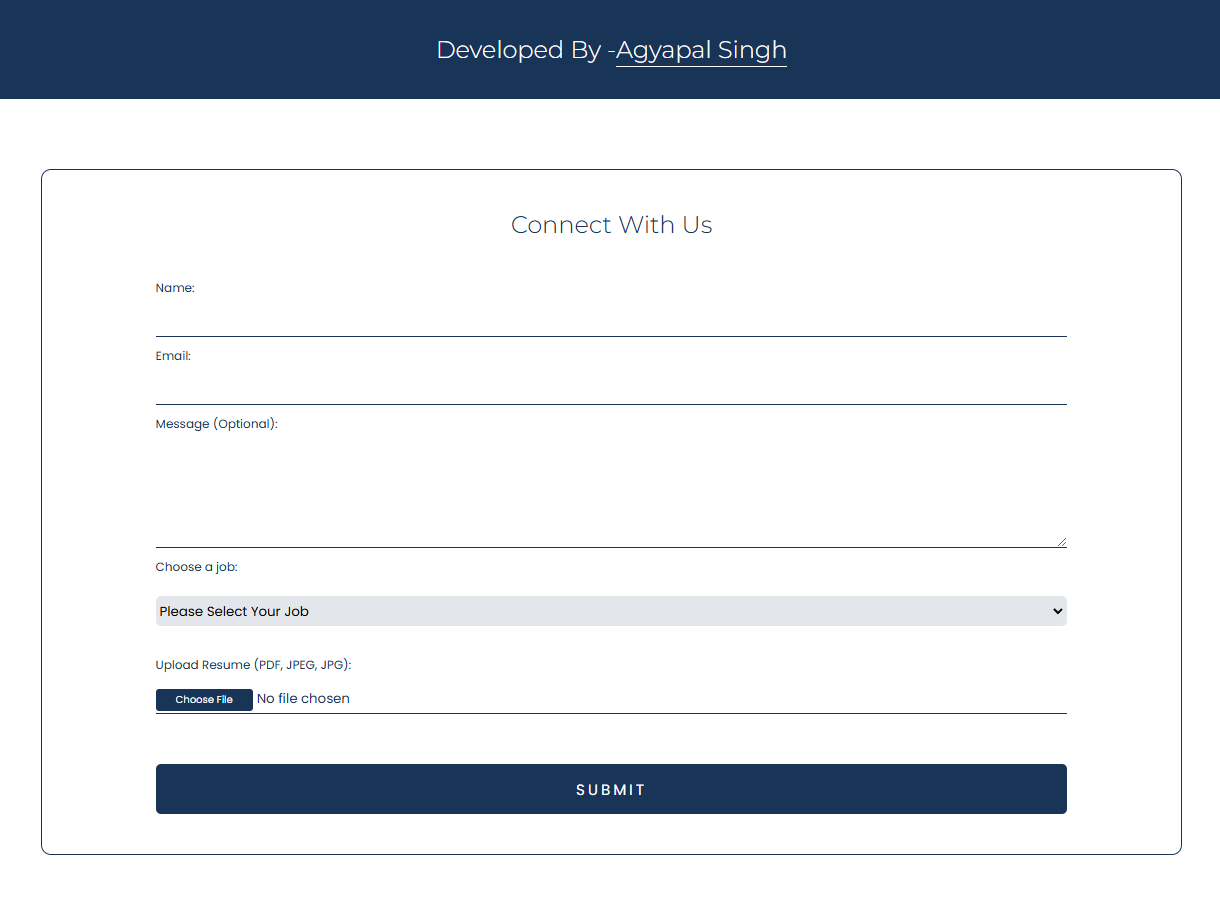 Developed By -Agyapal Singh
Connect With Us
Name:
Email:
Message (Optional):
Choose a job:
Please Select Your Job
Upload Resume (PDF, JPEG, JPG):
Choose File No file chosen
SUBMIT